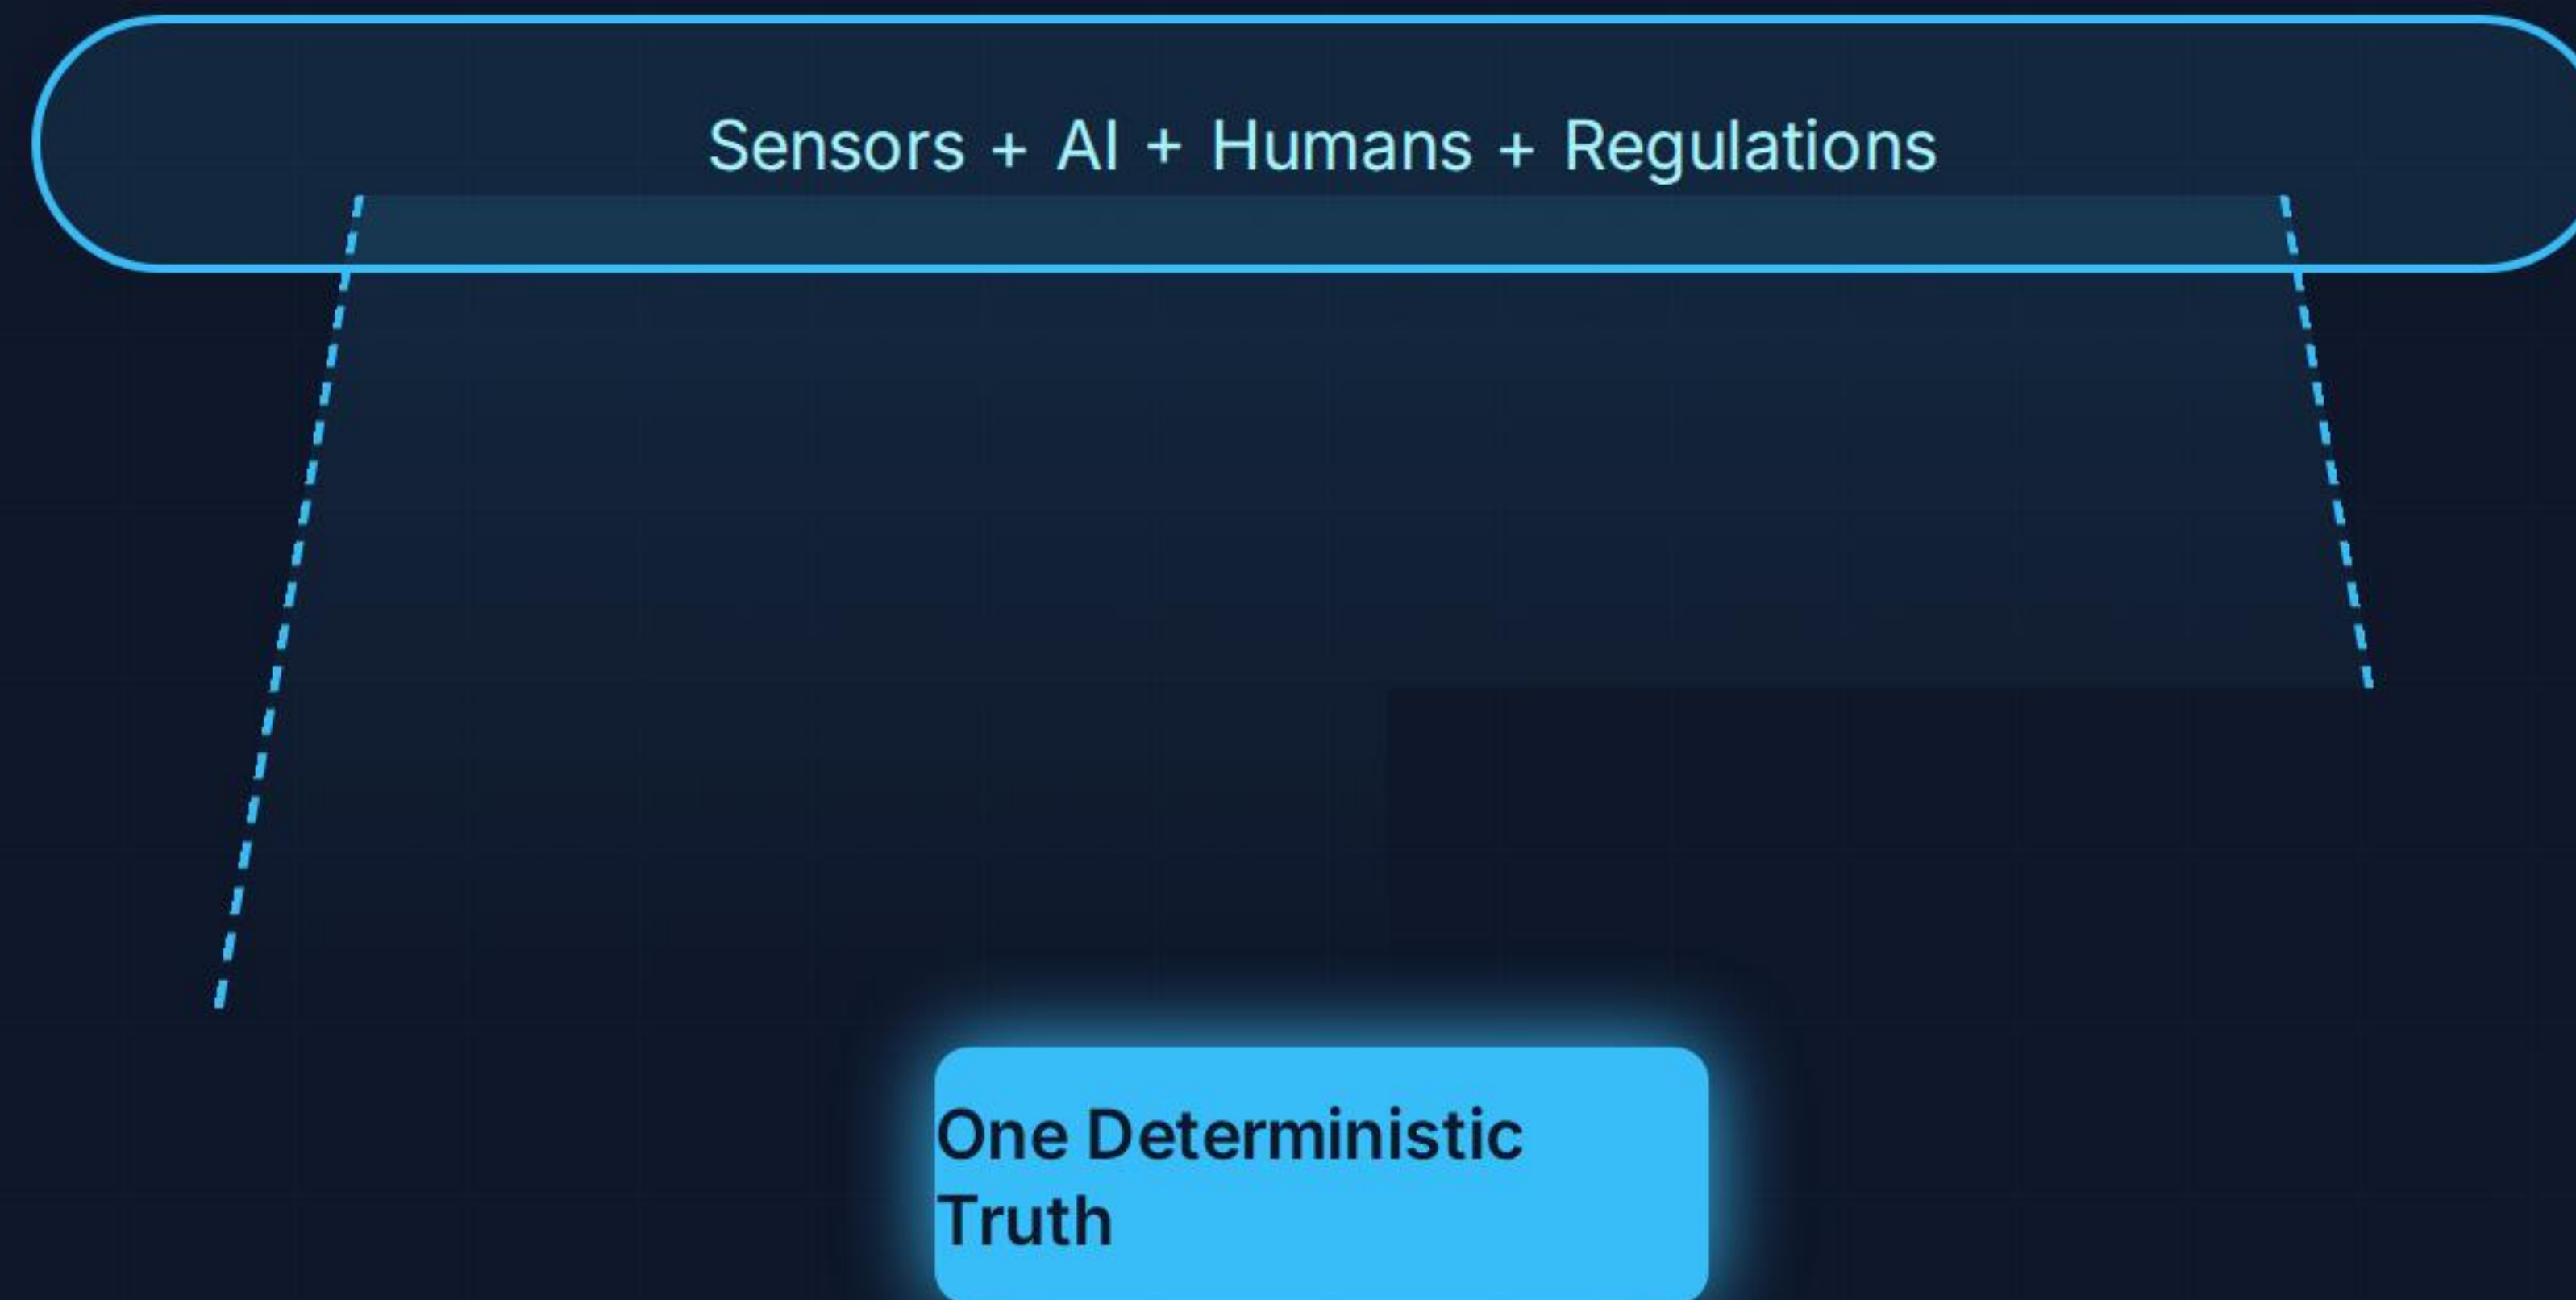 Sensors + AI + Humans + Regulations
One Deterministic
Truth